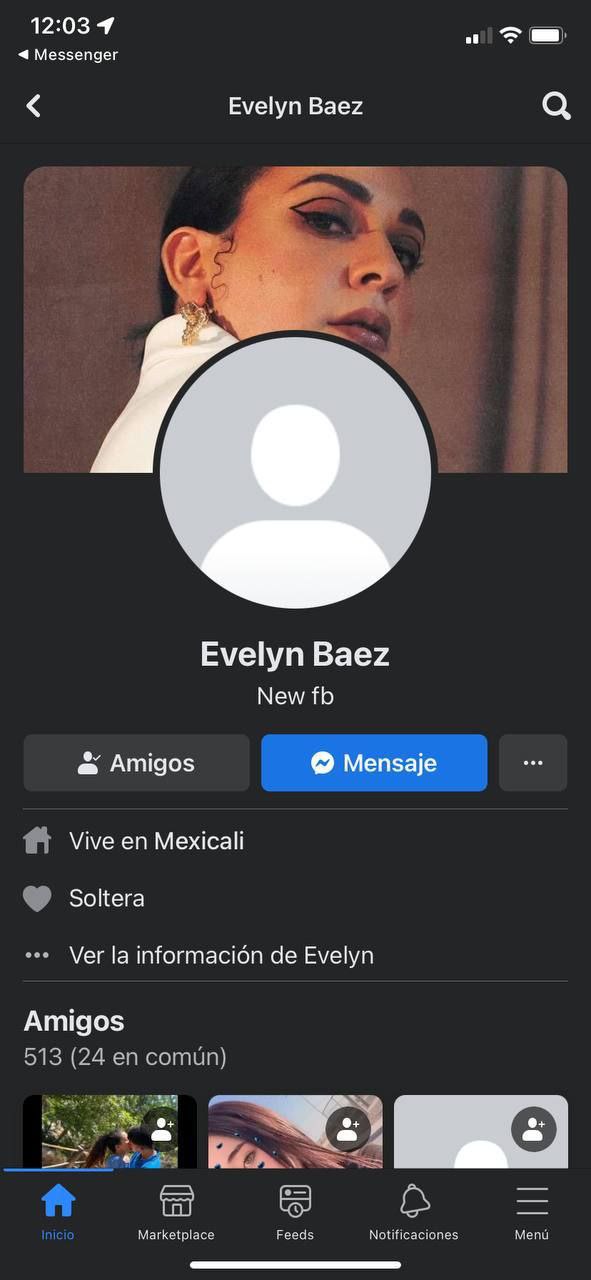 12:03
Messenger
Evelyn Baez
Evelyn Baez
New fb
Amigos
Mensaje
Vive en Mexicali
Soltera
Ver la información de Evelyn
Amigos
513 (24 en común)
Inicio
Marketplace
Feeds
Notificaciones
Menú